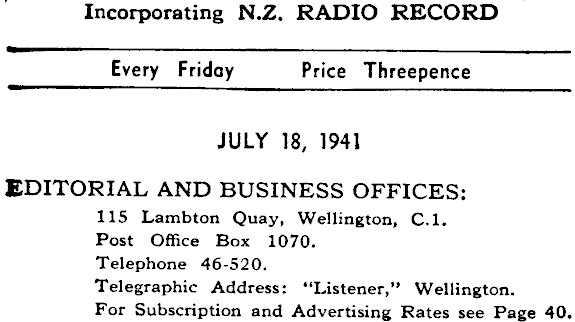 Incorporating N.Z. RADIO RECORD
Every Friday Price Threepence
JULY 18, 1941
EDITORIAL AND BUSINESS OFFICES:
115 Lambton Quay, Wellington, C.1.
Post Office Box 1070.
Telephone 46-520.
Telegraphic Address: "Listener," Wellington.
For Subscription and Advertising Rates see Page 40.